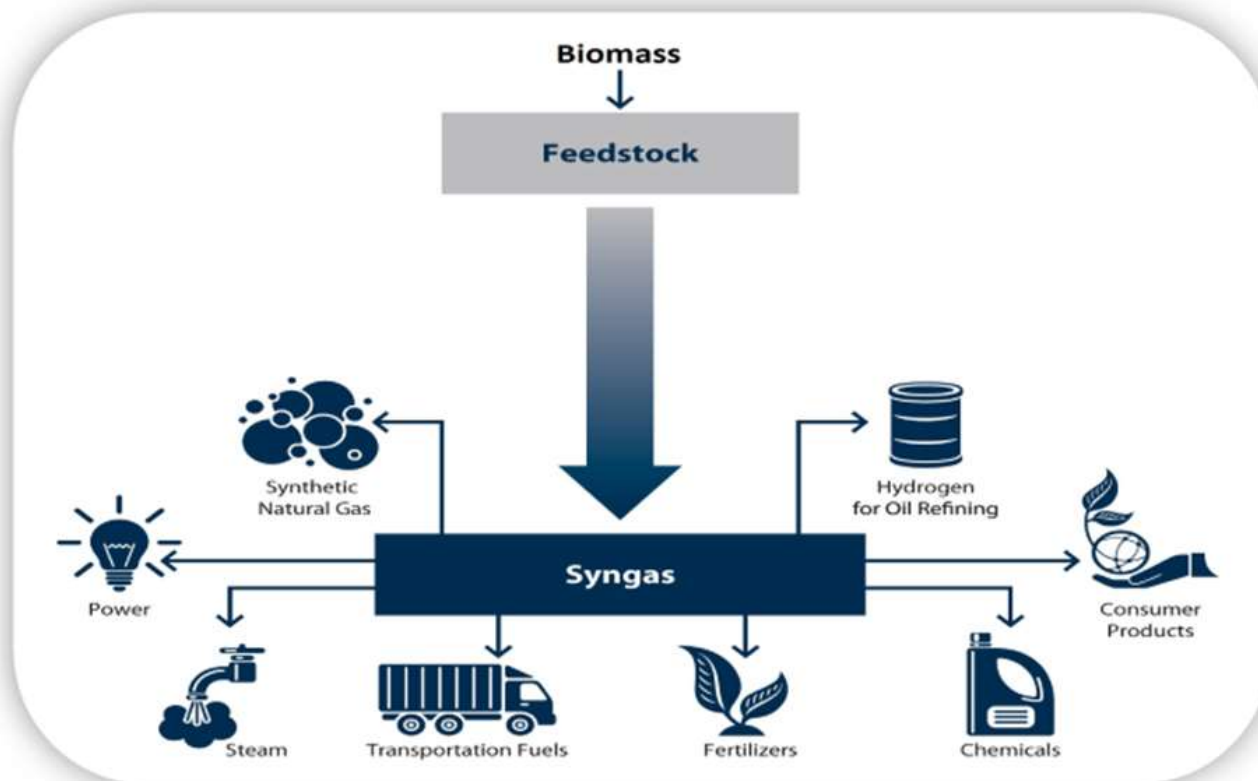 Biomass
Feedstock
Synthetic
Natural Gas
Hydrogen
for Oil Refining
Power
Syngas
Consumer
Products
Steam
Transportation Fuels
Fertilizers
Chemicals